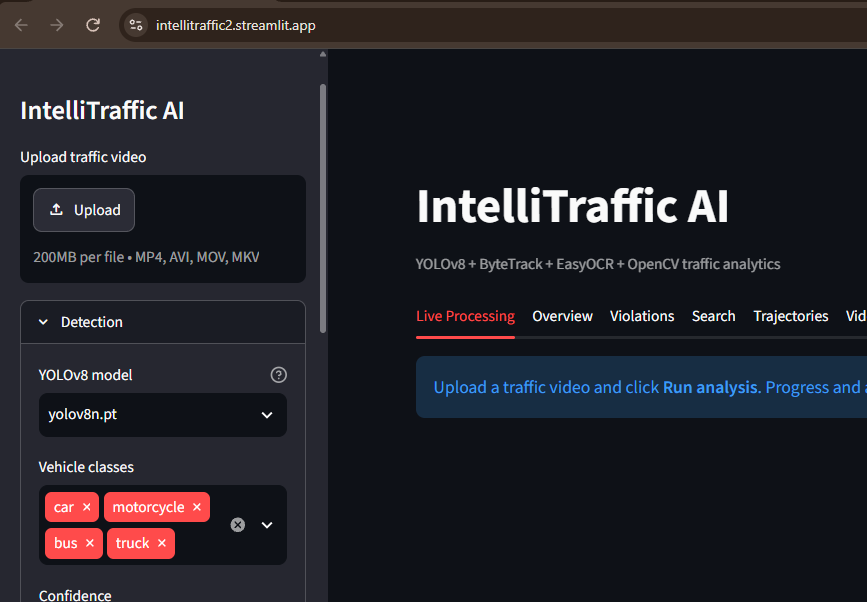 intellitraffic2.streamlit.app
IntelliTraffic AI
Upload traffic video
Upload
200MB per file • MP4, AVI, MOV, MKV
Detection
YOLOv8 model
yolov8n.pt
Vehicle classes
car × motorcycle ×
bus × truck ×
Confidence
IntelliTraffic AI
YOLOv8 + ByteTrack + EasyOCR + OpenCV traffic analytics
Live Processing Overview Violations Search Trajectories Vid
Upload a traffic video and click Run analysis. Progress and